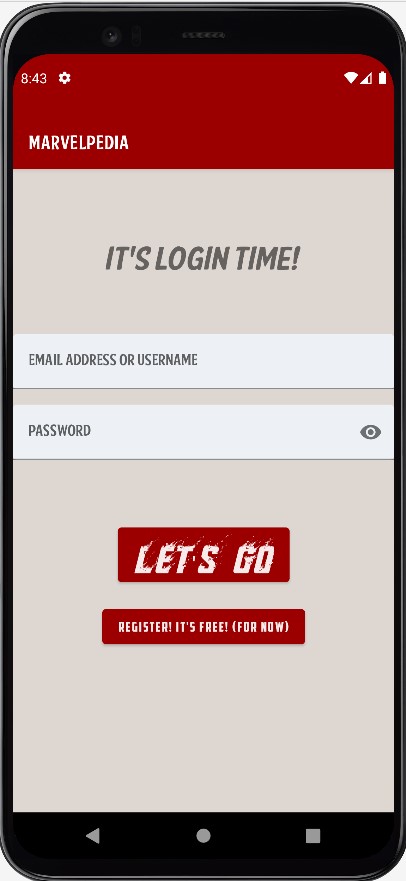 8:43
MARVELPEDIA
IT'S LOGIN TIME!
EMAIL ADDRESS OR USERNAME
PASSWORD
LET'S GO
REGISTER! IT'S FREE! (FOR NOW)